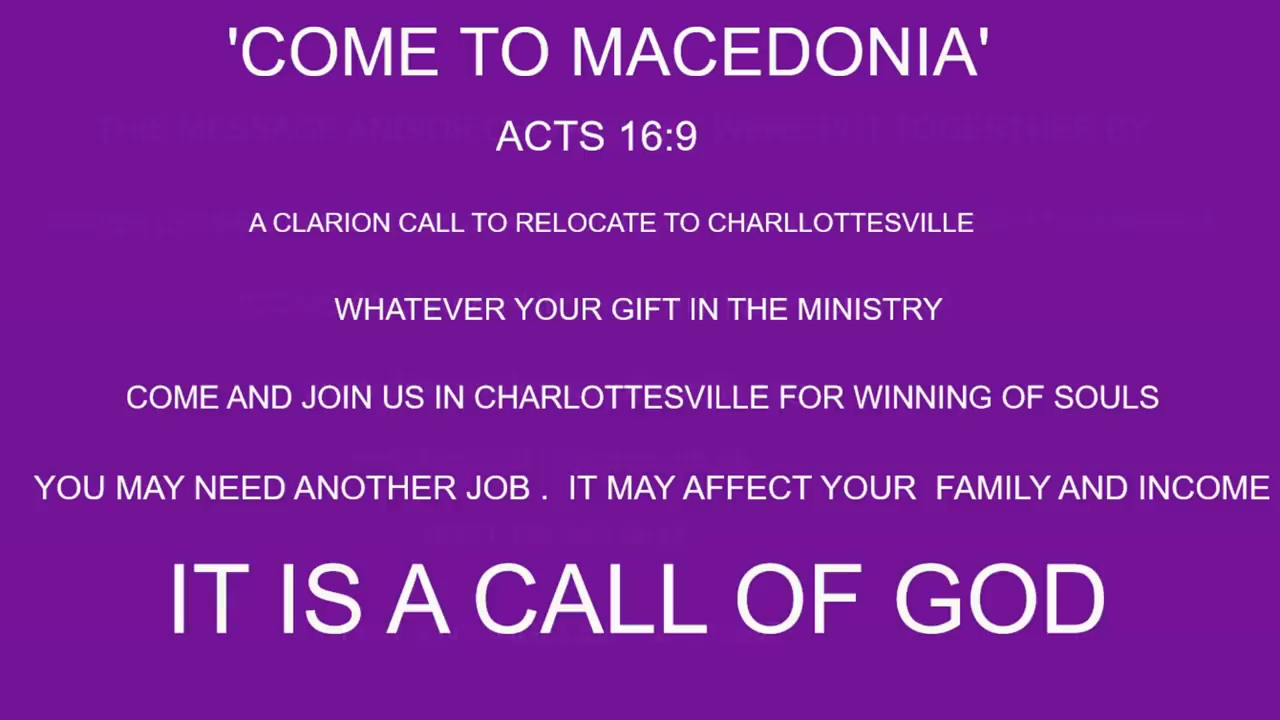 'COME TO MACEDONIA'
ACTS 16:9
A CLARION CALL TO RELOCATE TO CHARLLOTTESVILLE
WHATEVER YOUR GIFT IN THE MINISTRY
COME AND JOIN US IN CHARLOTTESVILLE FOR WINNING OF SOULS
YOU MAY NEED ANOTHER JOB .  IT MAY AFFECT YOUR  FAMILY AND INCOME
IT IS A CALL OF GOD